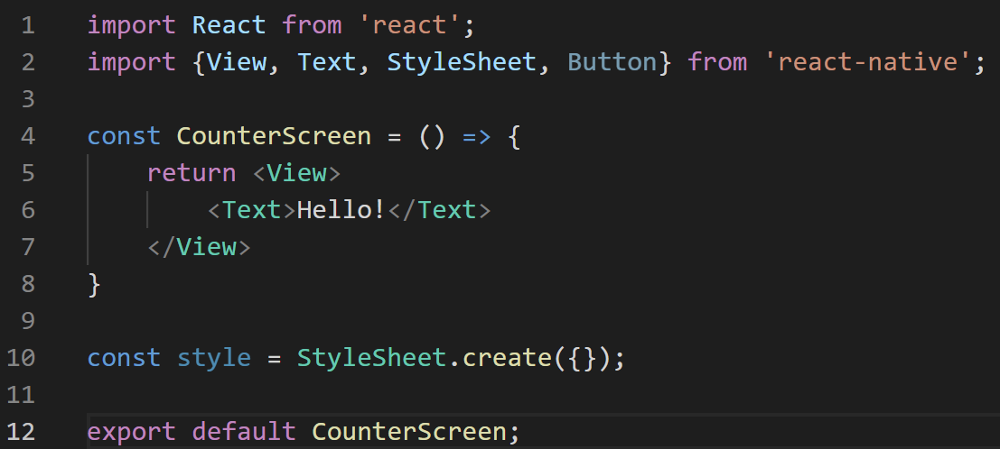 1 import React from 'react';
2 import {View, Text, StyleSheet, Button} from 'react-native';
3
4 const CounterScreen = () => {
5     return <View>
6         <Text>Hello!</Text>
7     </View>
8 }
9
10 const style = StyleSheet.create({});
11
12 export default CounterScreen;